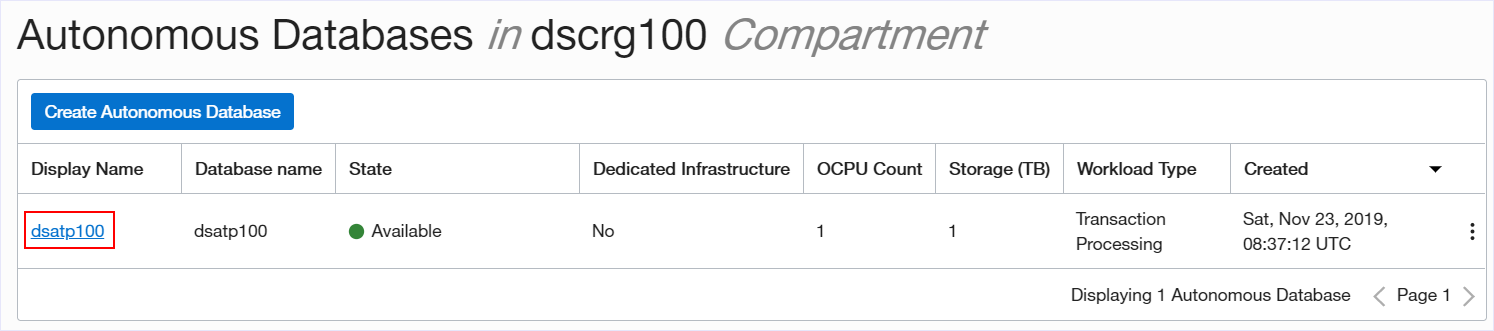 Autonomous Databases in dscrg100 Compartment
Create Autonomous Database
Display Name Database name State Dedicated Infrastructure OCPU Count Storage (TB) Workload Type Created
dsatp100 dsatp100 Available No 1 1 Transaction Processing Sat, Nov 23, 2019, 08:37:12 UTC
Displaying 1 Autonomous Database Page 1